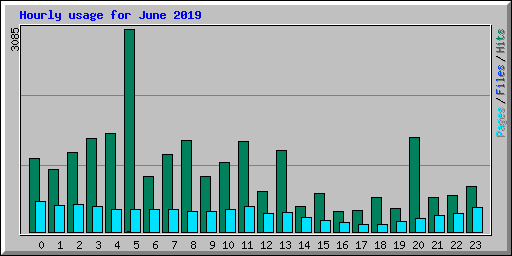 Hourly usage for June 2019
3085
Pages / Files / Hits
0 1 2 3 4 5 6 7 8 9 10 11 12 13 14 15 16 17 18 19 20 21 22 23